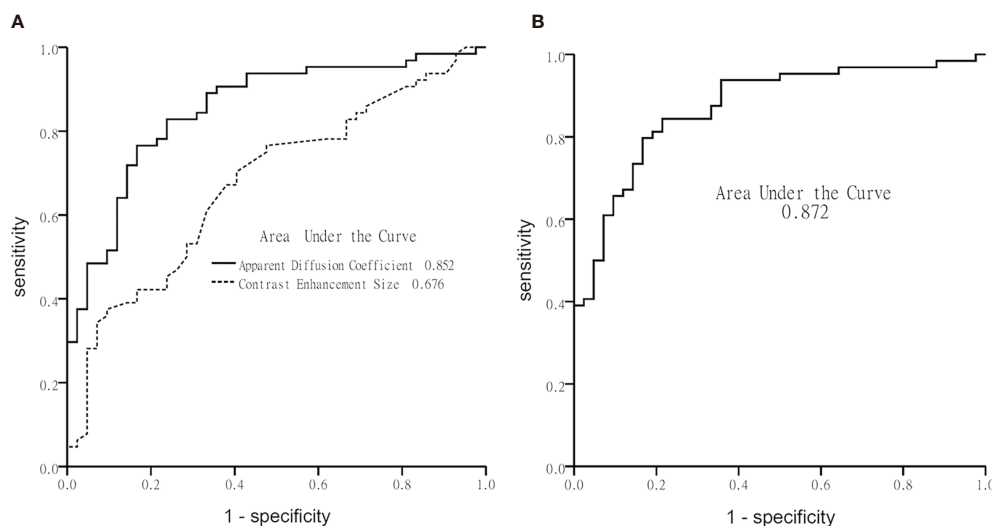 A
1.0
0.8
0.6
0.4
0.2
0.0
sensitivity
Area Under the Curve
Apparent Diffusion Coefficient 0.852
Contrast Enhancement Size 0.676
0.0 0.2 0.4 0.6 0.8 1.0
1 - specificity
B
1.0
0.8
0.6
0.4
0.2
0.0
sensitivity
Area Under the Curve
0.872
0.0 0.2 0.4 0.6 0.8 1.0
1 - specificity